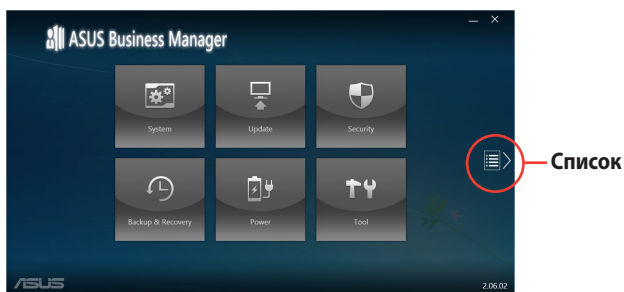 ASUS Business Manager
System
Update
Security
Список
Backup & Recovery
Power
Tool
ASUS
2.06.02